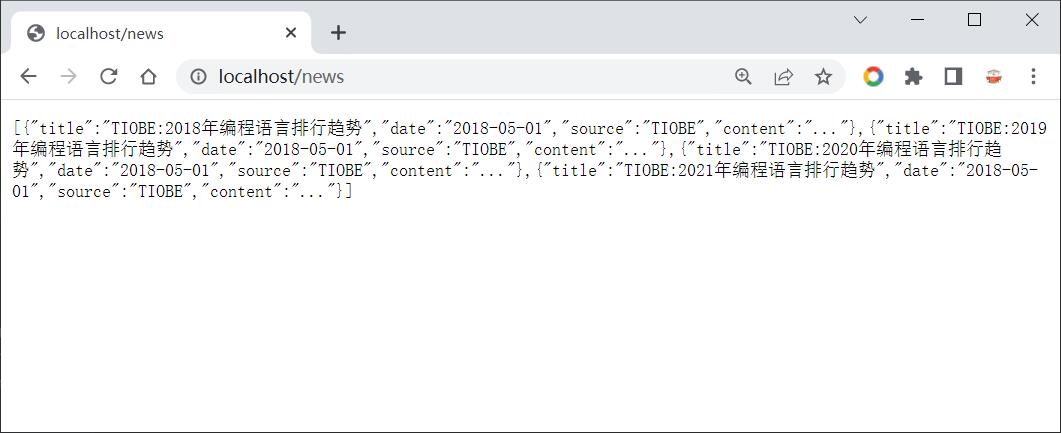 localhost/news
localhost/news
[{"title":"TIOBE:2018年编程语言排行趋势","date":"2018-05-01","source":"TIOBE","content":"..."},{"title":"TIOBE:2019
年编程语言排行趋势","date":"2018-05-01","source":"TIOBE","content":"..."},{"title":"TIOBE:2020年编程语言排行趋
势","date":"2018-05-01","source":"TIOBE","content":"..."},{"title":"TIOBE:2021年编程语言排行趋势","date":"2018-05-
01","source":"TIOBE","content":"..."}]